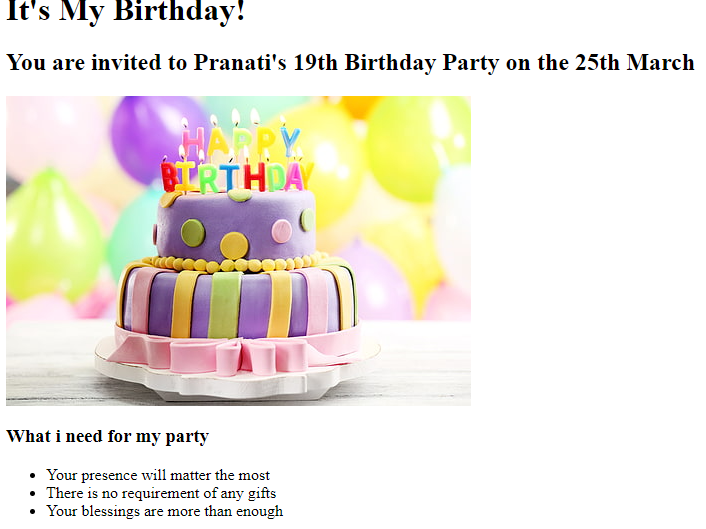 It's My Birthday!
You are invited to Pranati's 19th Birthday Party on the 25th March
HAPPY
BIRTHDAY
What i need for my party
Your presence will matter the most
There is no requirement of any gifts
Your blessings are more than enough